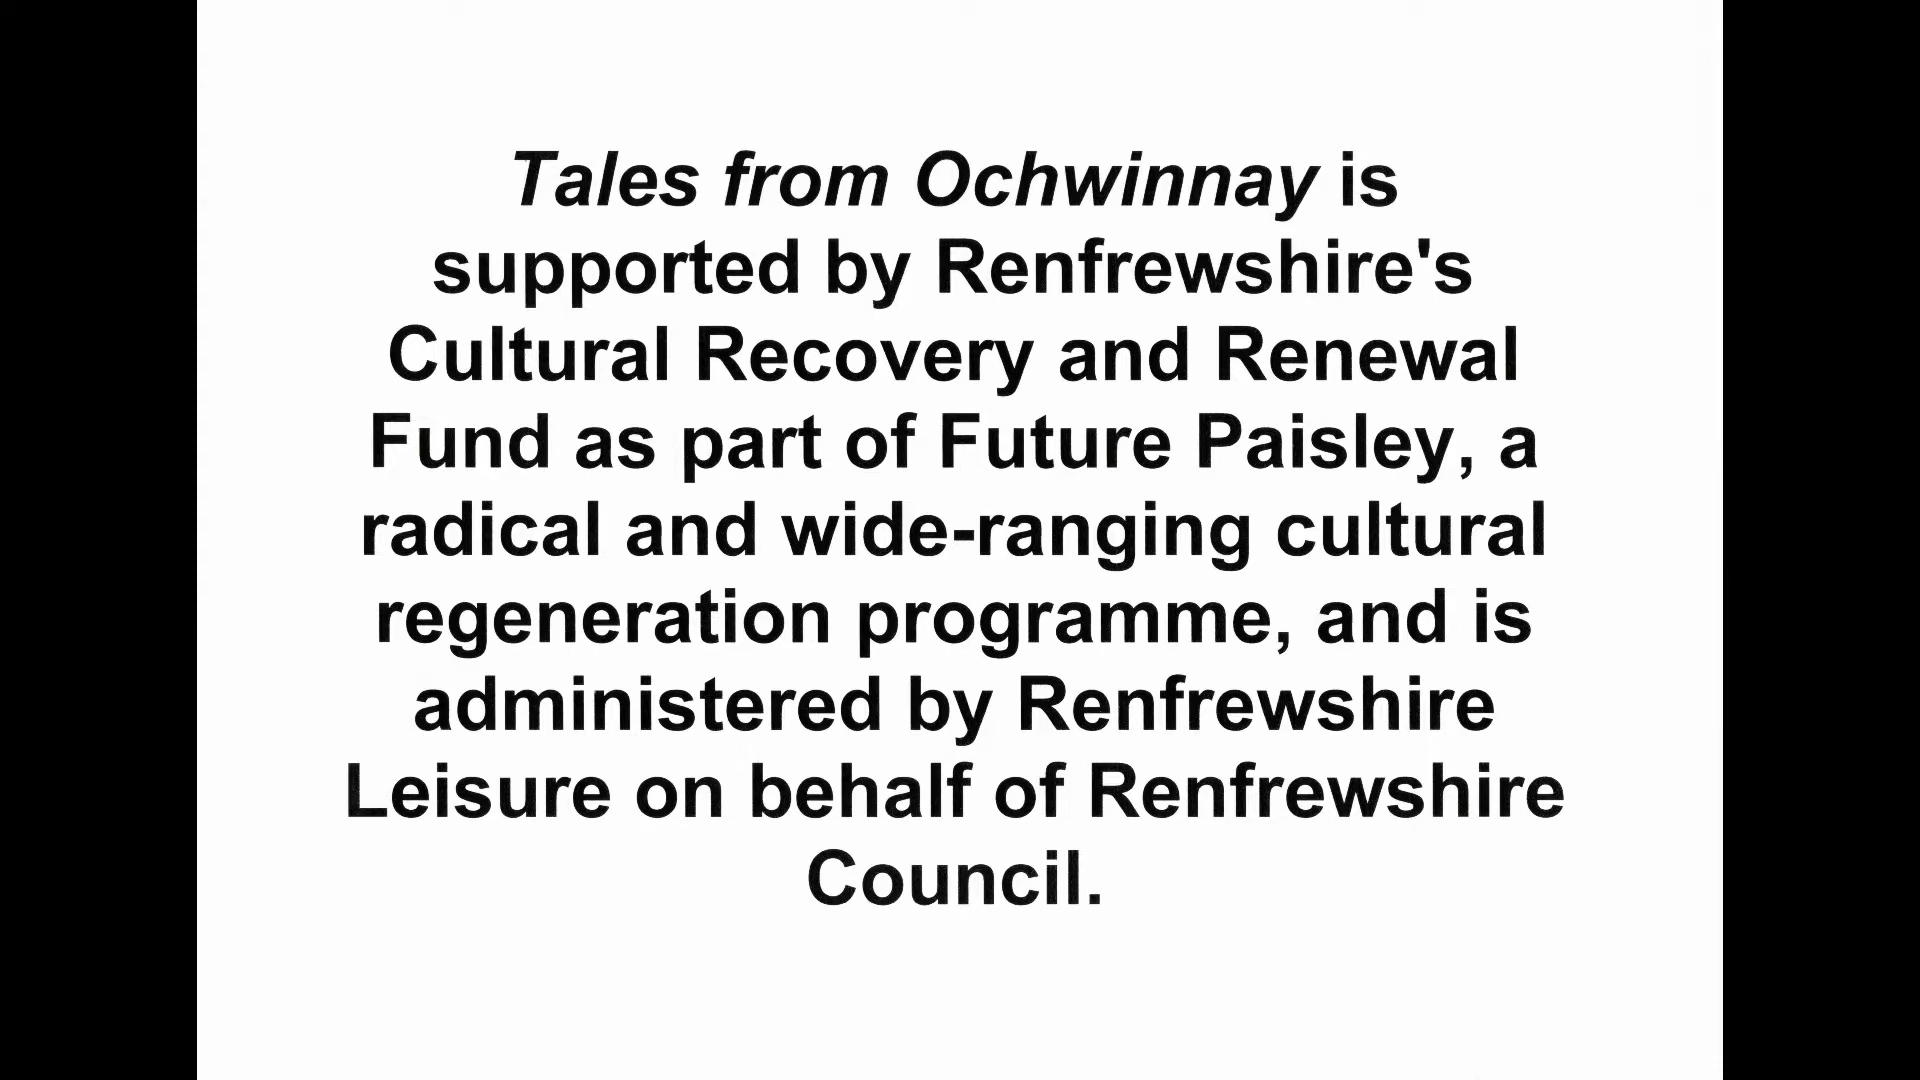 Tales from Ochwinnay is
supported by Renfrewshire's
Cultural Recovery and Renewal
Fund as part of Future Paisley, a
radical and wide-ranging cultural
regeneration programme, and is
administered by Renfrewshire
Leisure on behalf of Renfrewshire
Council.